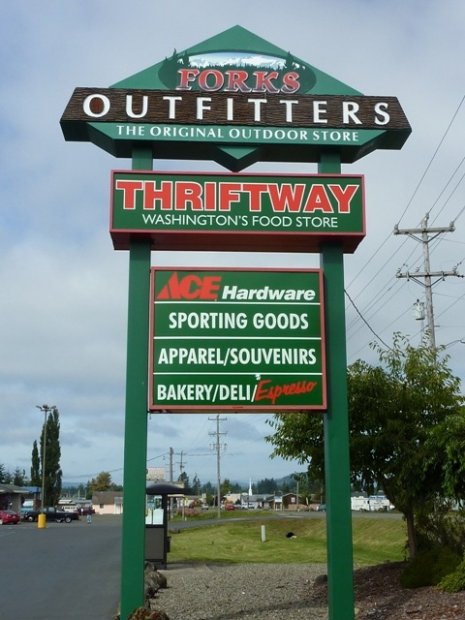 FORKS
OUTFITTERS
THE ORIGINAL OUTDOOR STORE
THRIFTWAY
WASHINGTON'S FOOD STORE
ACE Hardware
SPORTING GOODS
APPAREL/SOUVENIRS
BAKERY/DELI/Espresso